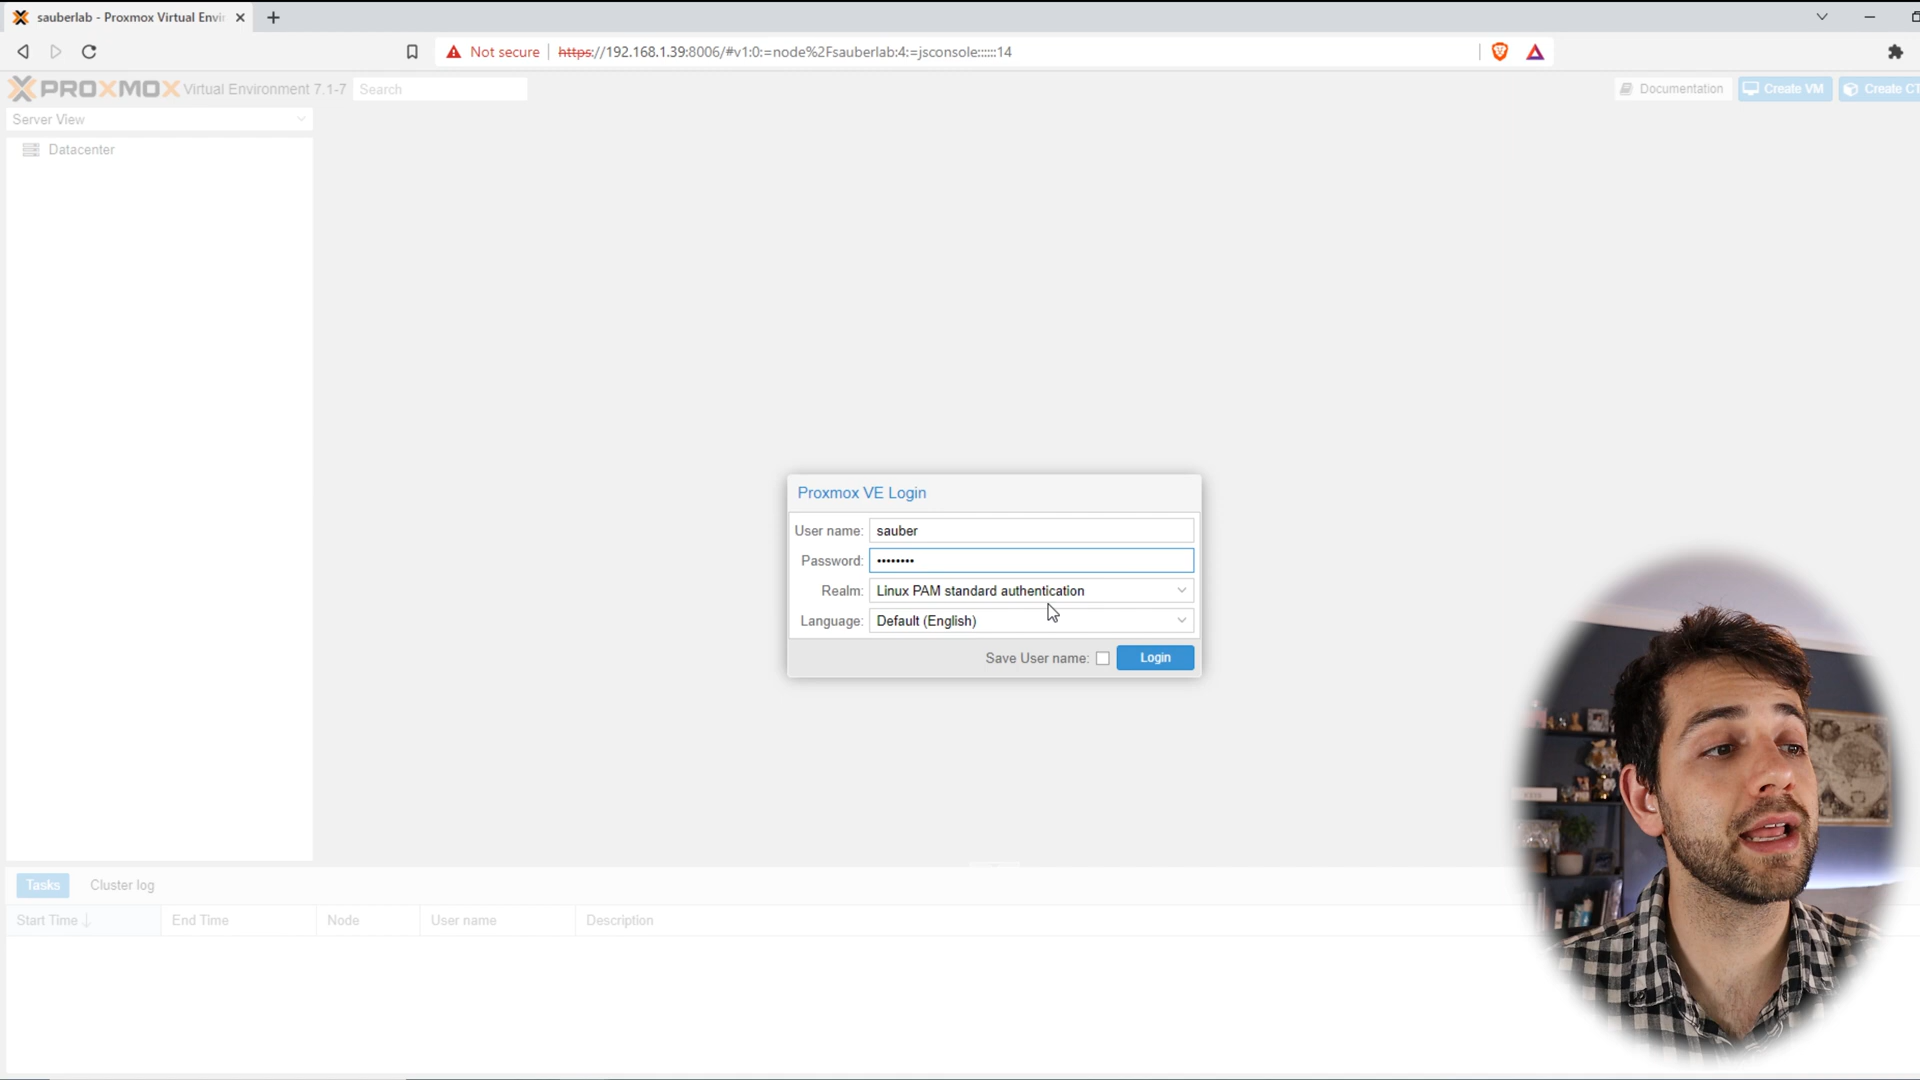 sauberlab - Proxmox Virtual Envir
Not secure
https://192.168.1.39:8006/#v1:0:=node%2Fsauberlab:4:=jsconsole::::::14
PROXMOX Virtual Environment 7.1-7
Search
Documentation
Create VM
Create CT
Server View
Datacenter
Proxmox VE Login
User name: sauber
Password: ••••••••
Realm: Linux PAM standard authentication
Language: Default (English)
Save User name:
Login
Tasks
Cluster log
Start Time
End Time
Node
User name
Description